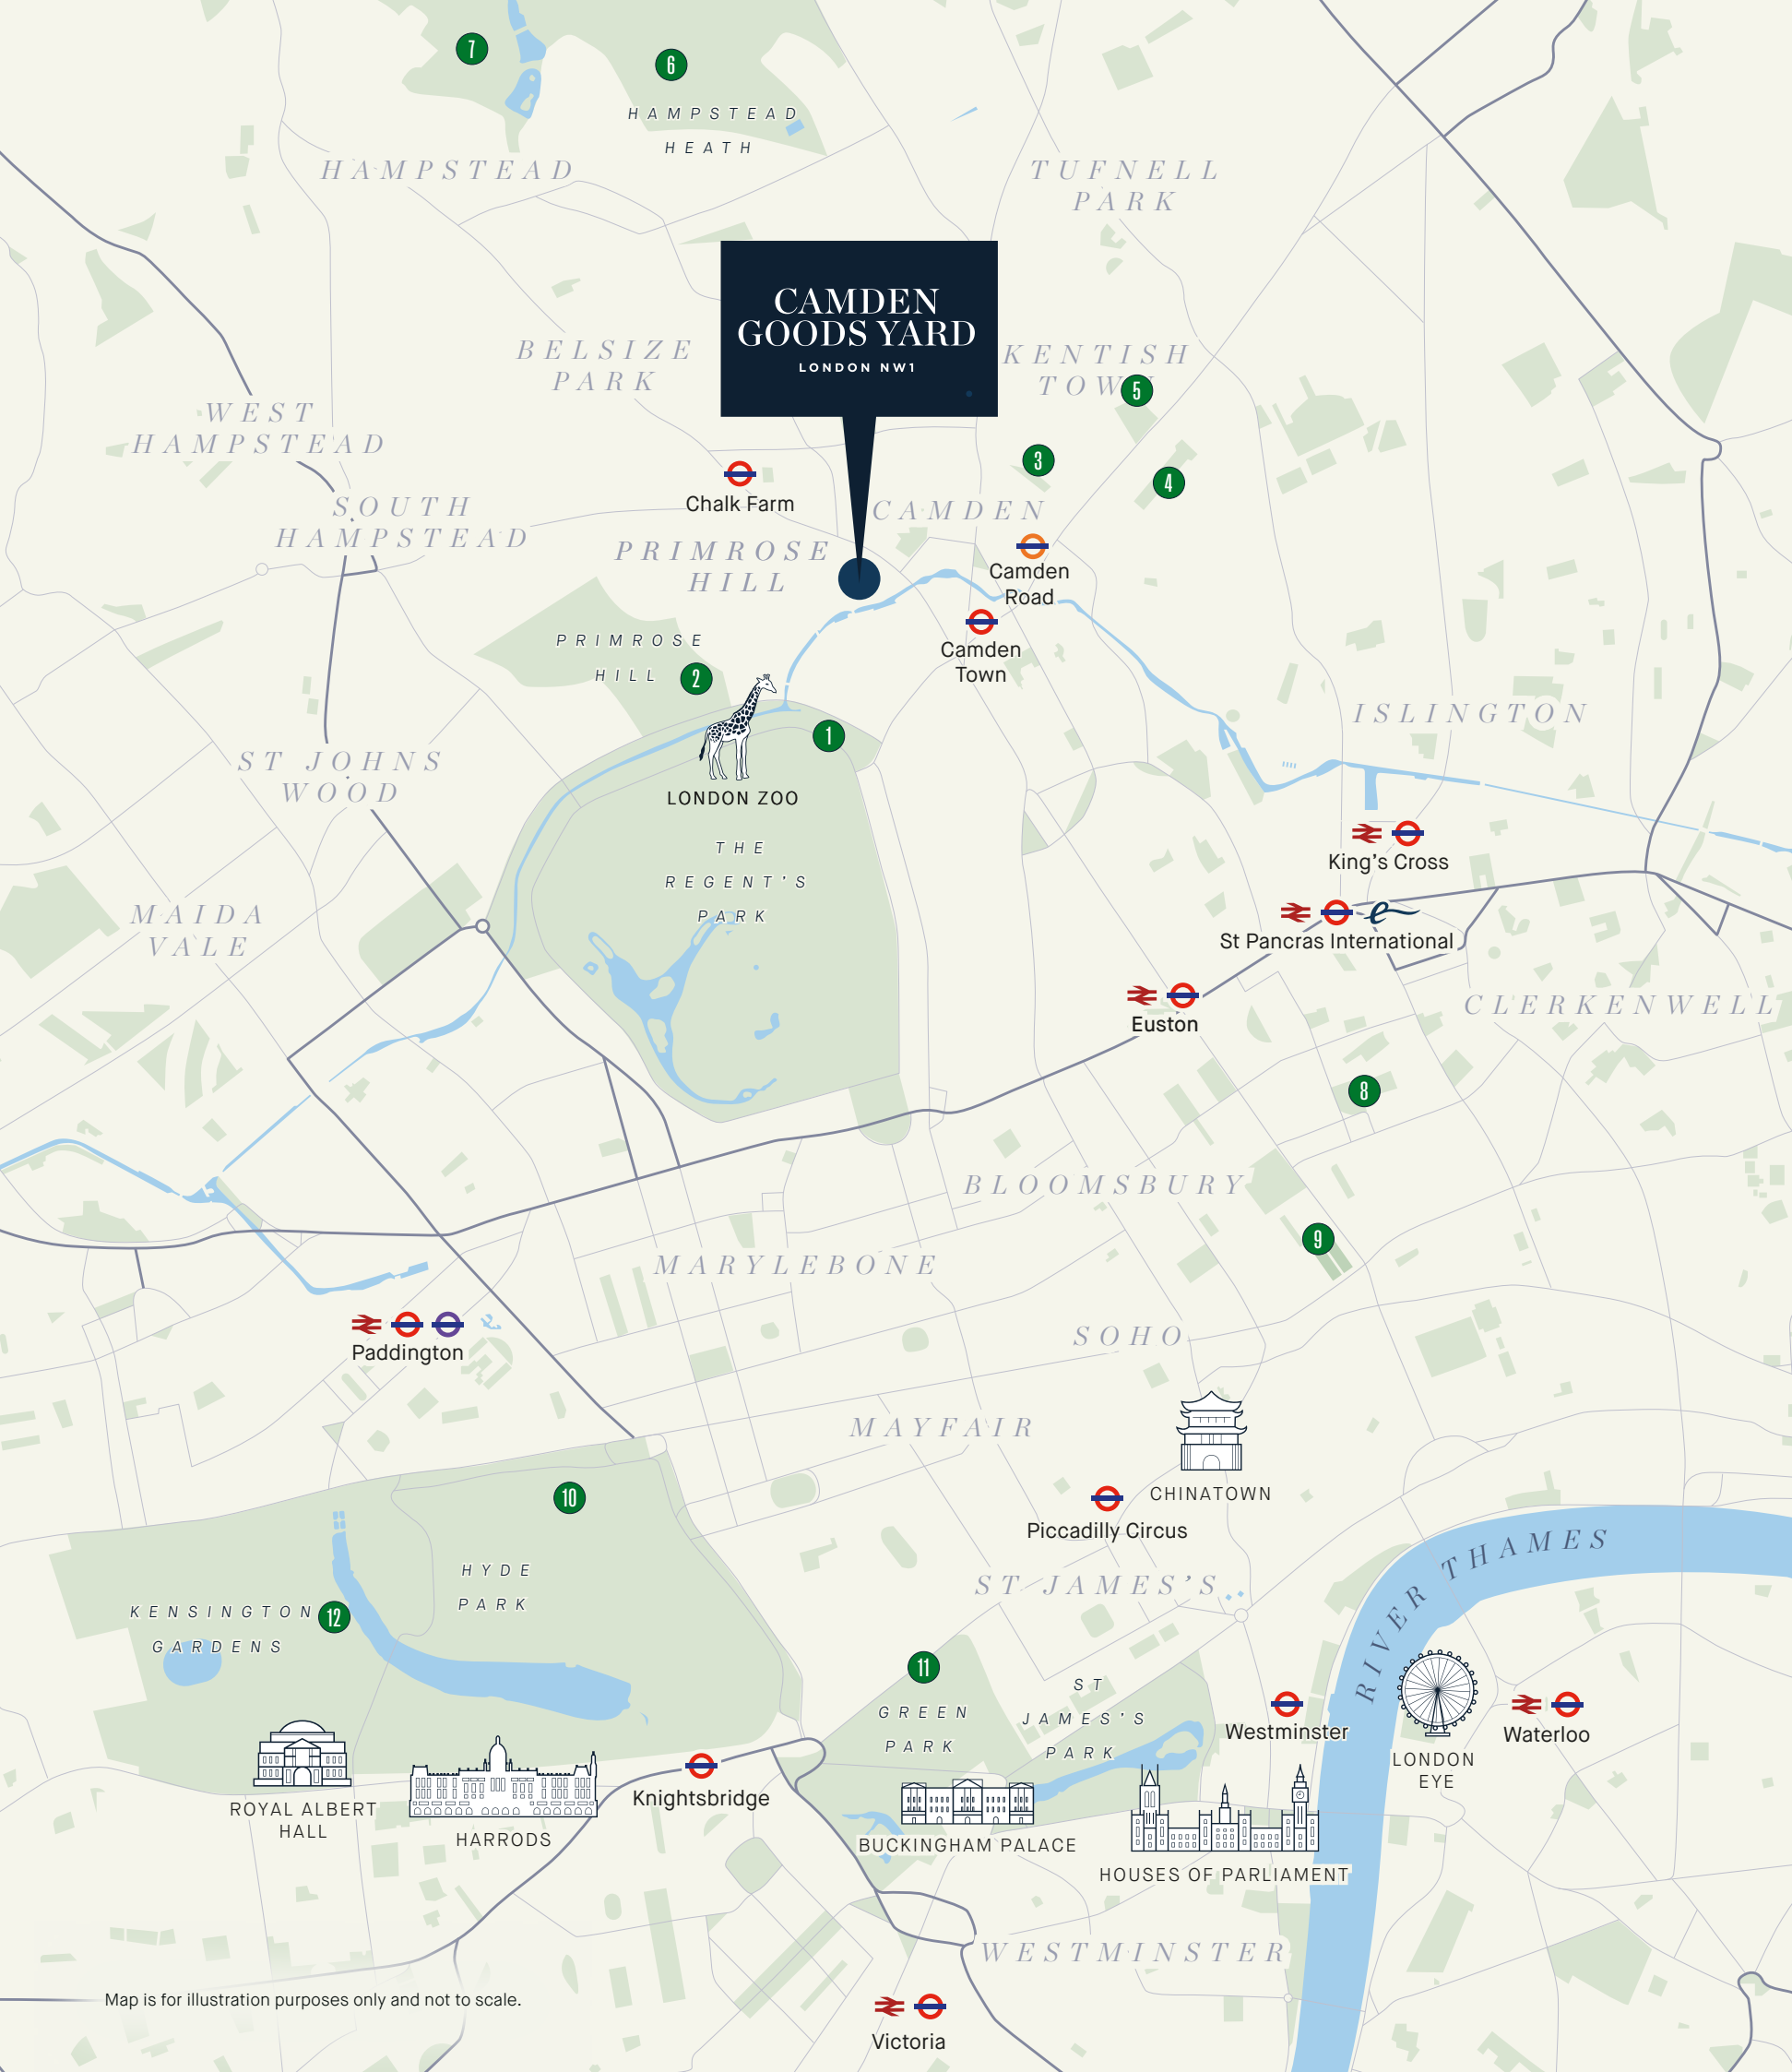 7
6
HAMPSTEAD
HEATH
HAMPSTEAD
TUFNELL
PARK
CAMDEN
GOODS YARD
LONDON NW1
BELSIZE
PARK
KENTISH
TOWN
5
WEST
HAMPSTEAD
3
4
Chalk Farm
SOUTH
HAMPSTEAD
CAMDEN
PRIMROSE
HILL
Camden
Road
PRIMROSE
HILL
2
Camden
Town
1
ISLINGTON
ST JOHNS
WOOD
LONDON ZOO
THE
REGENT'S
PARK
King's Cross
MAIDA
VALE
e
St Pancras International
CLERKENWELL
Euston
8
BLOOMSBURY
9
MARYLEBONE
Paddington
SOHO
MAYFAIR
CHINATOWN
10
Piccadilly Circus
HYDE
PARK
ST JAMES'S
RIVER THAMES
KENSINGTON
GARDENS
12
11
GREEN
PARK
ST
JAMES'S
PARK
Westminster
LONDON
EYE
Waterloo
ROYAL ALBERT
HALL
HARRODS
Knightsbridge
BUCKINGHAM PALACE
HOUSES OF PARLIAMENT
WESTMINSTER
Map is for illustration purposes only and not to scale.
Victoria